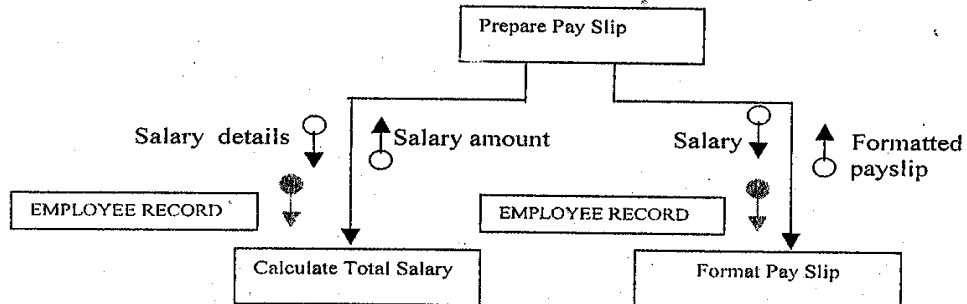 Prepare Pay Slip
Salary details
Salary amount
Salary
Formatted
payslip
EMPLOYEE RECORD
EMPLOYEE RECORD
Calculate Total Salary
Format Pay Slip